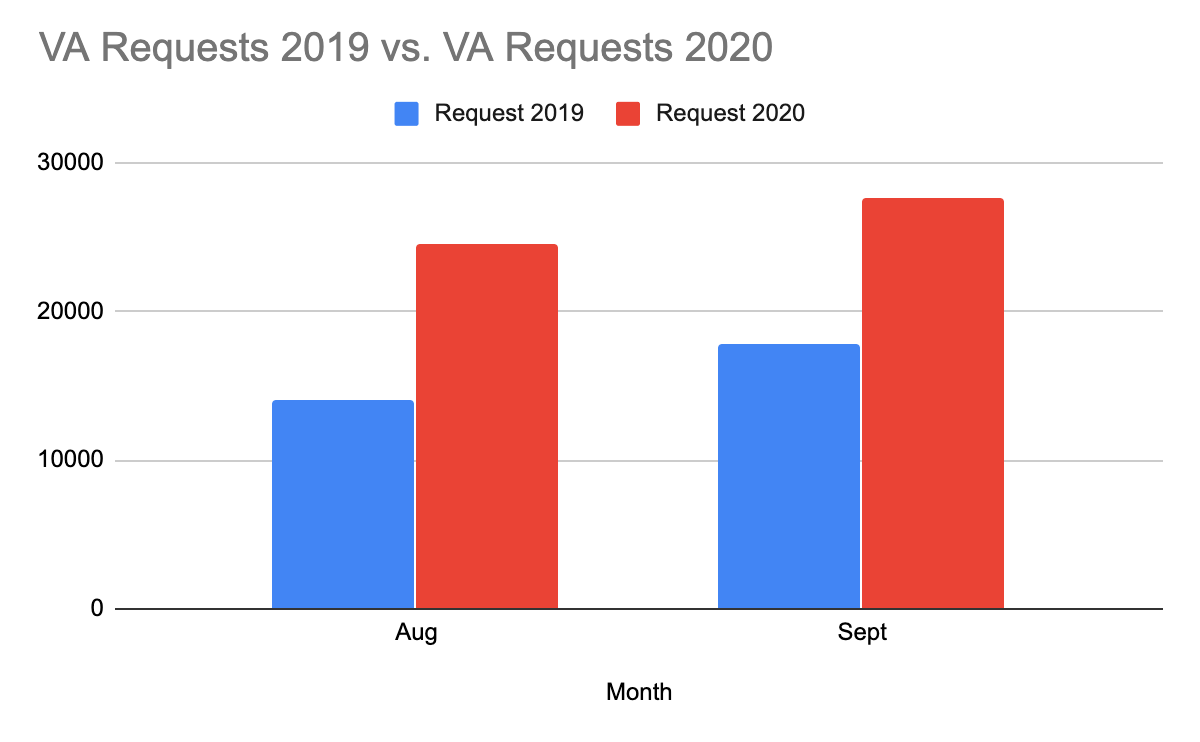 VA Requests 2019 vs. VA Requests 2020
Request 2019 Request 2020
30000
20000
10000
0
Aug Sept
Month